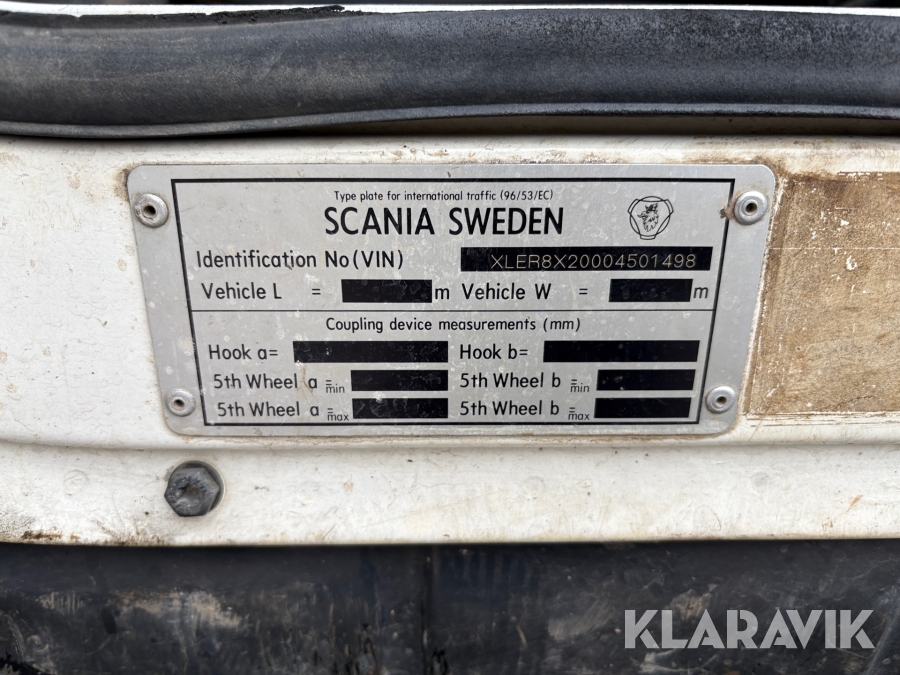 Type plate for international traffic (96/53/EC)
SCANIA SWEDEN
Identification No (VIN) XLER8X20004501498
Vehicle L = m Vehicle W = m
Coupling device measurements (mm)
Hook a= Hook b=
5th Wheel a = min 5th Wheel b = min
5th Wheel a = max 5th Wheel b = max
KLARAVIK